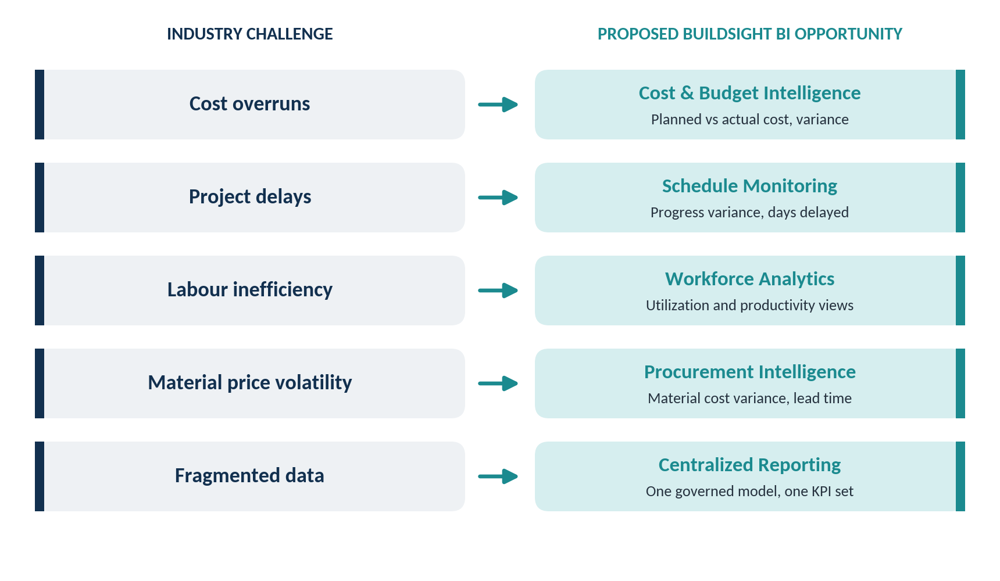 INDUSTRY CHALLENGE
PROPOSED BUILDSIGHT BI OPPORTUNITY
Cost overruns
Cost & Budget Intelligence
Planned vs actual cost, variance
Project delays
Schedule Monitoring
Progress variance, days delayed
Labour inefficiency
Workforce Analytics
Utilization and productivity views
Material price volatility
Procurement Intelligence
Material cost variance, lead time
Fragmented data
Centralized Reporting
One governed model, one KPI set